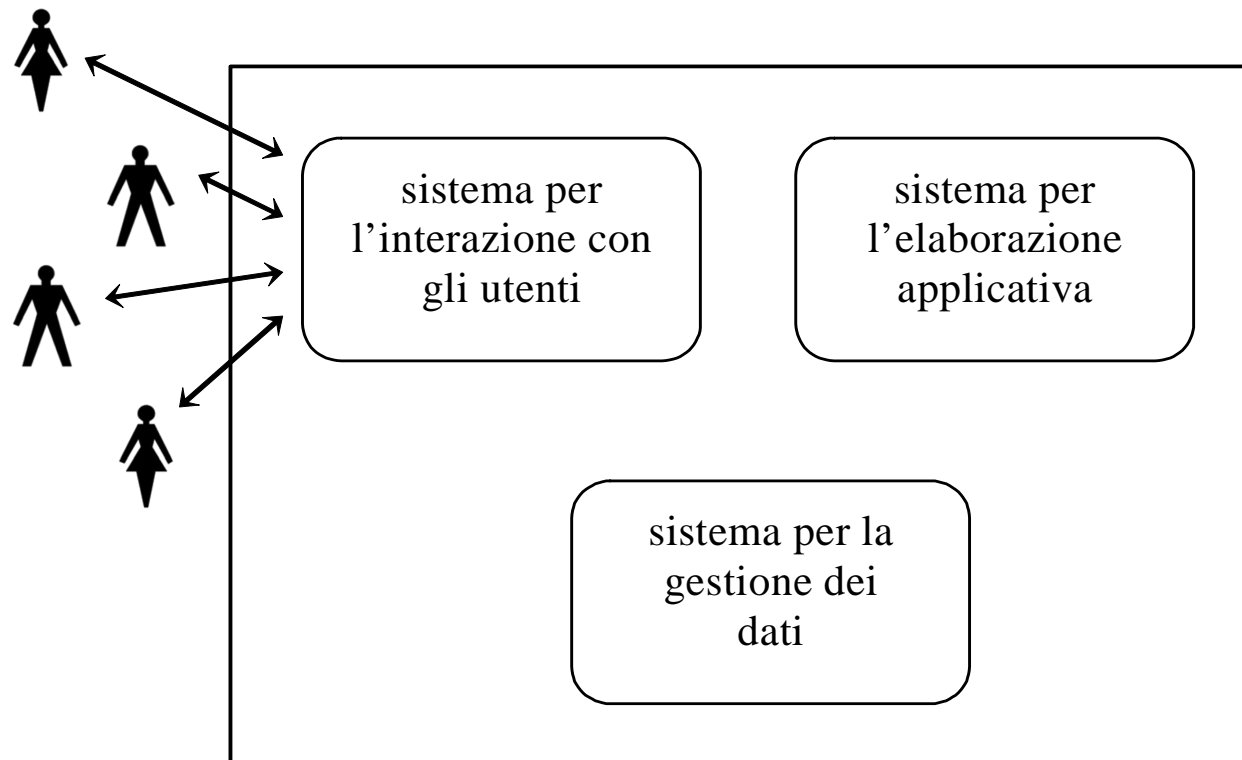 sistema per
l’interazione con
gli utenti
sistema per
l’elaborazione
applicativa
sistema per la
gestione dei
dati